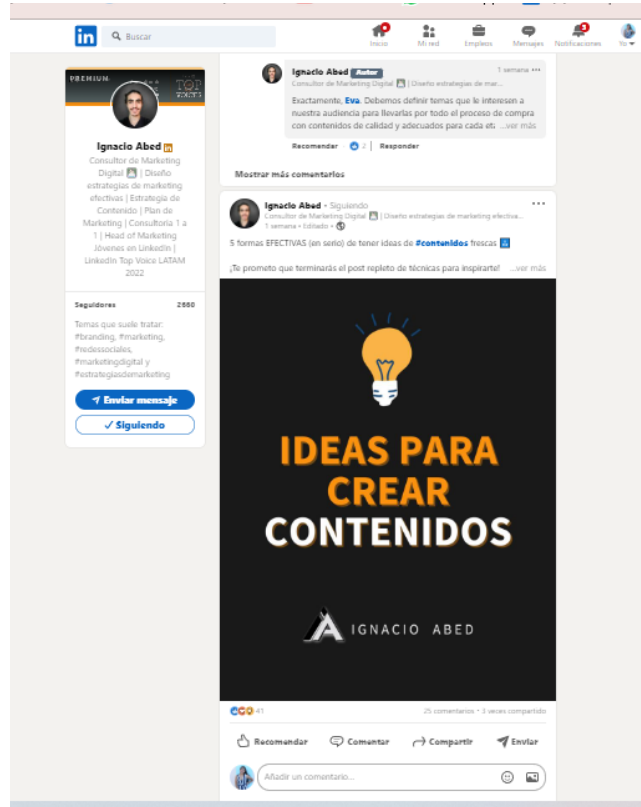 in
Buscar
Inicio
Mi red
Empleos
Mensajes
Notificaciones
Yo
PREMIUM
TOP
VOICES
Ignacio Abed in
Consultor de Marketing
Digital | Diseño
estrategias de marketing
efectivas | Estrategia de
Contenido | Plan de
Marketing | Consultoria 1 a
1 | Head of Marketing
Jóvenes en Linkedin |
Linkedin Top Voice LATAM
2022
Seguidores 2660
Temas que suele tratar:
#branding, #marketing,
#redessociales,
#marketingdigital y
#estrategiasdemarketing
Enviar mensaje
Siguiendo
Ignacio Abed Autor 1 semana
Consultor de Marketing Digital | Diseño estrategias de mar...
Exactamente, Eva. Debemos definir temas que le interesen a
nuestra audiencia para llevarlas por todo el proceso de compra
con contenidos de calidad y adecuados para cada eta ...ver más
Recomendar 2 | Responder
Mostrar más comentarios
Ignacio Abed • Siguiendo
Consultor de Marketing Digital | Diseño estrategias de marketing efectiva...
1 semana • Editado •
5 formas EFECTIVAS (en serio) de tener ideas de #contenidos frescas
¡Te prometo que terminarás el post repleto de técnicas para inspirarte! ...ver más
IDEAS PARA
CREAR
CONTENIDOS
IGNACIO ABED
41
25 comentarios • 3 veces compartido
Recomendar
Comentar
Compartir
Enviar
Añadir un comentario...